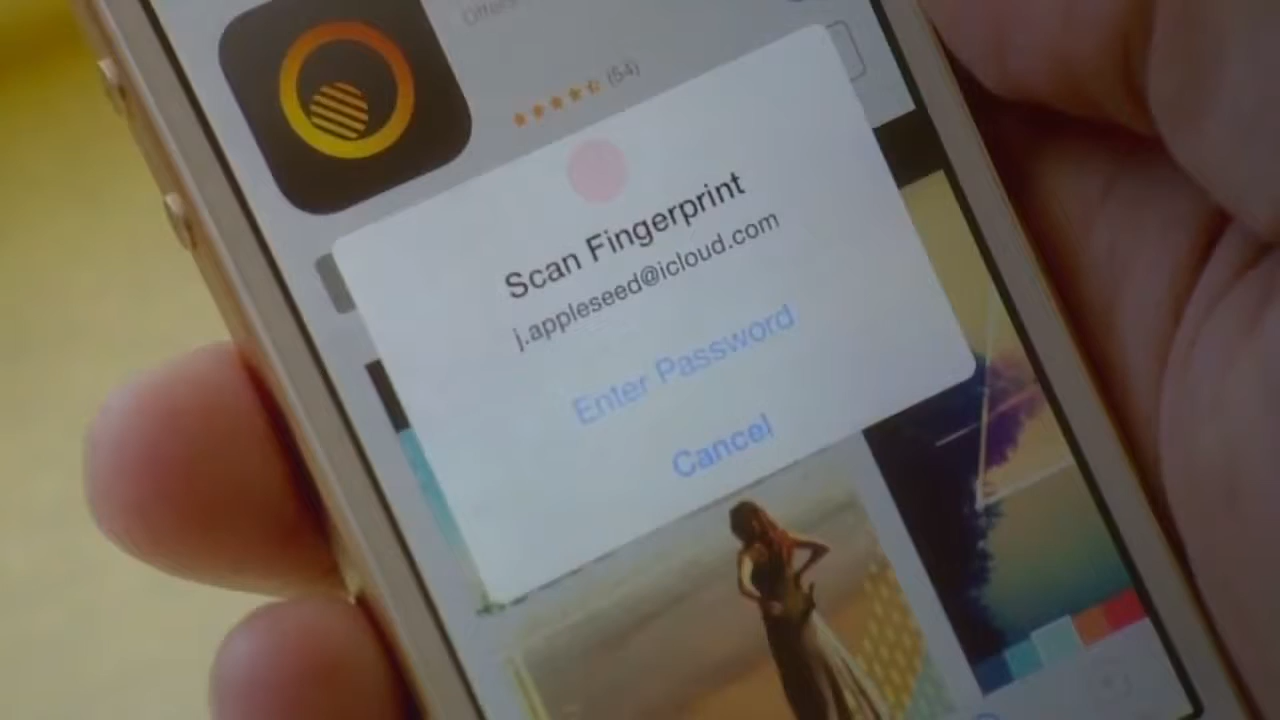 (54)
Scan Fingerprint
j.appleseed@icloud.com
Enter Password
Cancel